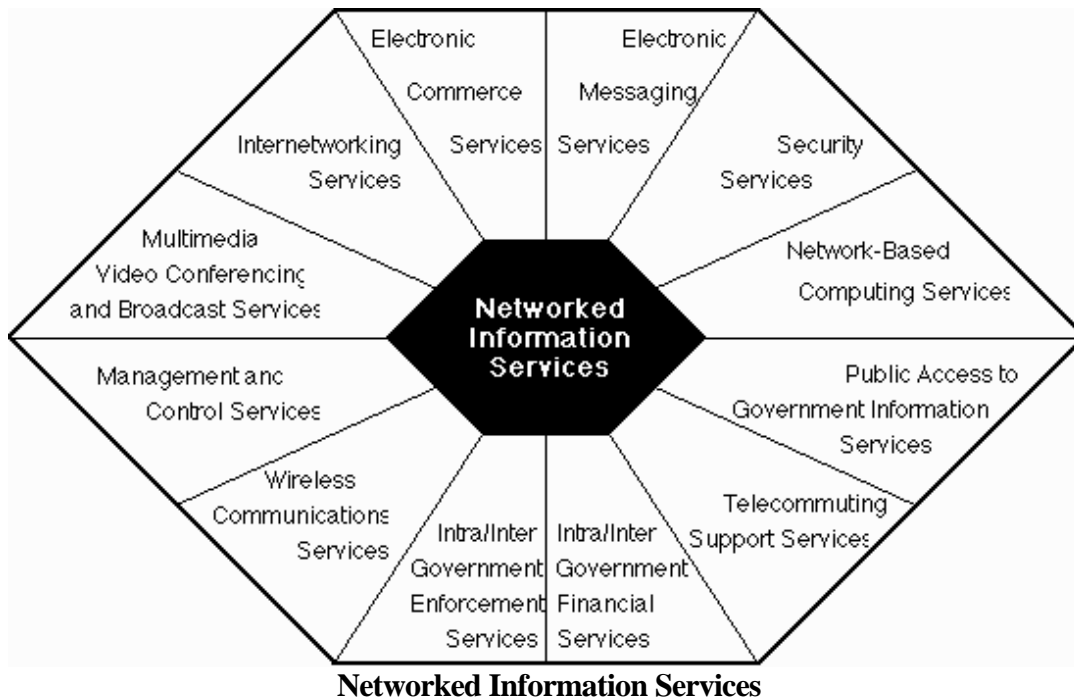 Electronic
Commerce
Services
Electronic
Messaging
Services
Internetworking
Services
Security
Services
Multimedia
Video Conferencing
and Broadcast Services
Network-Based
Computing Services
Networked
Information
Services
Management and
Control Services
Public Access to
Government Information
Services
Wireless
Communications
Services
Telecommuting
Support Services
Intra/Inter
Government
Enforcement
Services
Intra/Inter
Government
Financial
Services
Networked Information Services